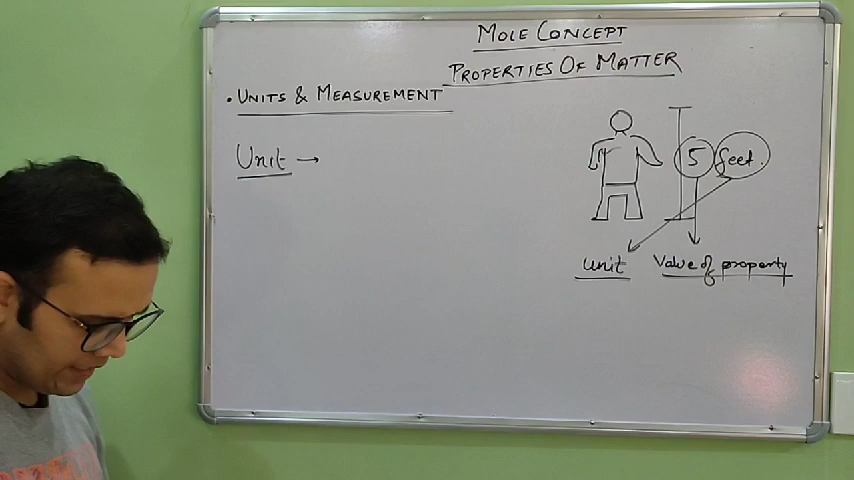 MOLE CONCEPT
PROPERTIES OF MATTER
• UNITS & MEASUREMENT
Unit →
5 feet.
unit Value of property